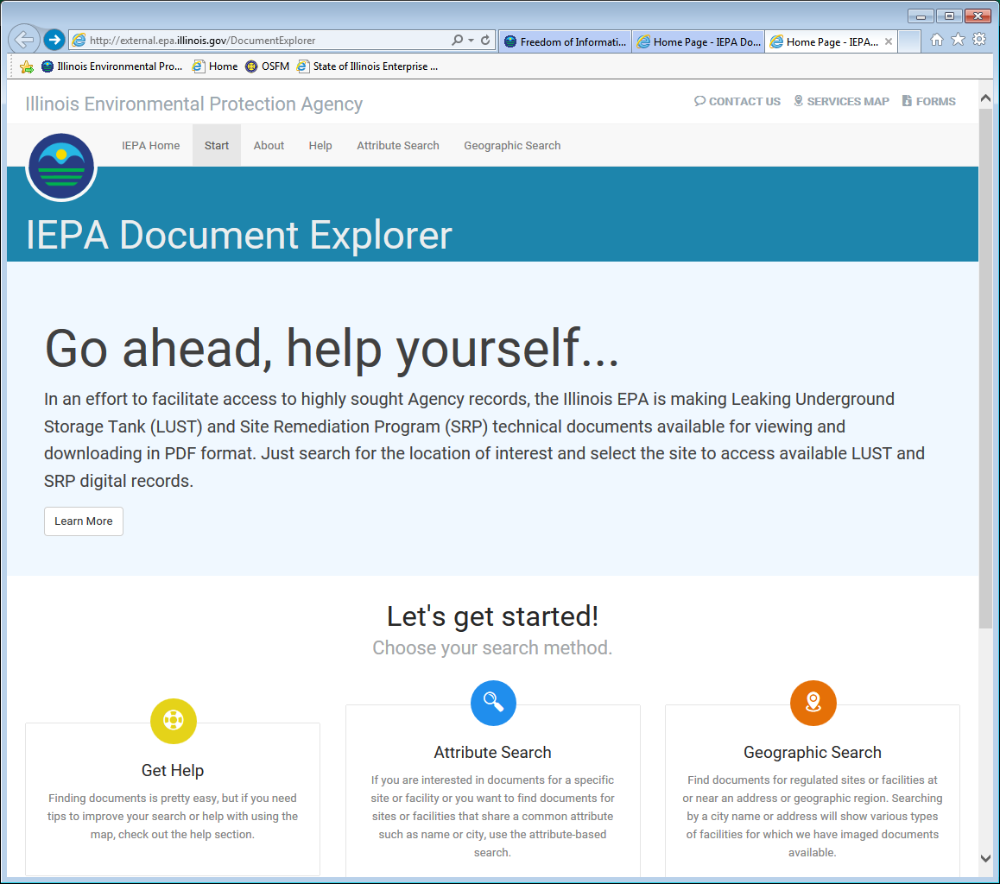 http://external.epa.illinois.gov/DocumentExplorer
Freedom of Informati...
Home Page - IEPA Do...
Home Page - IEPA...
Illinois Environmental Pro...
Home
OSFM
State of Illinois Enterprise ...
Illinois Environmental Protection Agency
CONTACT US
SERVICES MAP
FORMS
IEPA Home
Start
About
Help
Attribute Search
Geographic Search
IEPA Document Explorer
Go ahead, help yourself...
In an effort to facilitate access to highly sought Agency records, the Illinois EPA is making Leaking Underground
Storage Tank (LUST) and Site Remediation Program (SRP) technical documents available for viewing and
downloading in PDF format. Just search for the location of interest and select the site to access available LUST and
SRP digital records.
Learn More
Let's get started!
Choose your search method.
Get Help
Finding documents is pretty easy, but if you need
tips to improve your search or help with using the
map, check out the help section.
Attribute Search
If you are interested in documents for a specific
site or facility or you want to find documents for
sites or facilities that share a common attribute
such as name or city, use the attribute-based
search.
Geographic Search
Find documents for regulated sites or facilities at
or near an address or geographic region. Searching
by a city name or address will show various types
of facilities for which we have imaged documents
available.